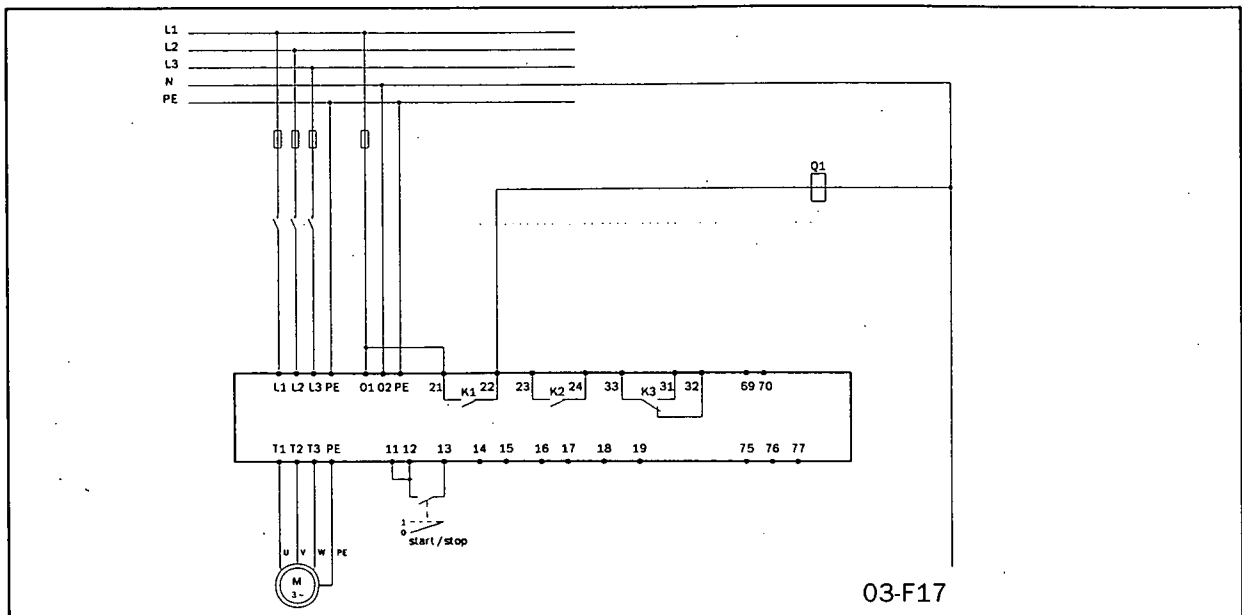 L1
L2
L3
N
PE
Q1
L1 L2 L3 PE 01 02 PE 21 K1 22 23 K2 24 33 K3 31 32 69 70
T1 T2 T3 PE 11 12 13 14 15 16 17 18 19 75 76 77
1
0
start/stop
U V W PE
M
3~
03-F17